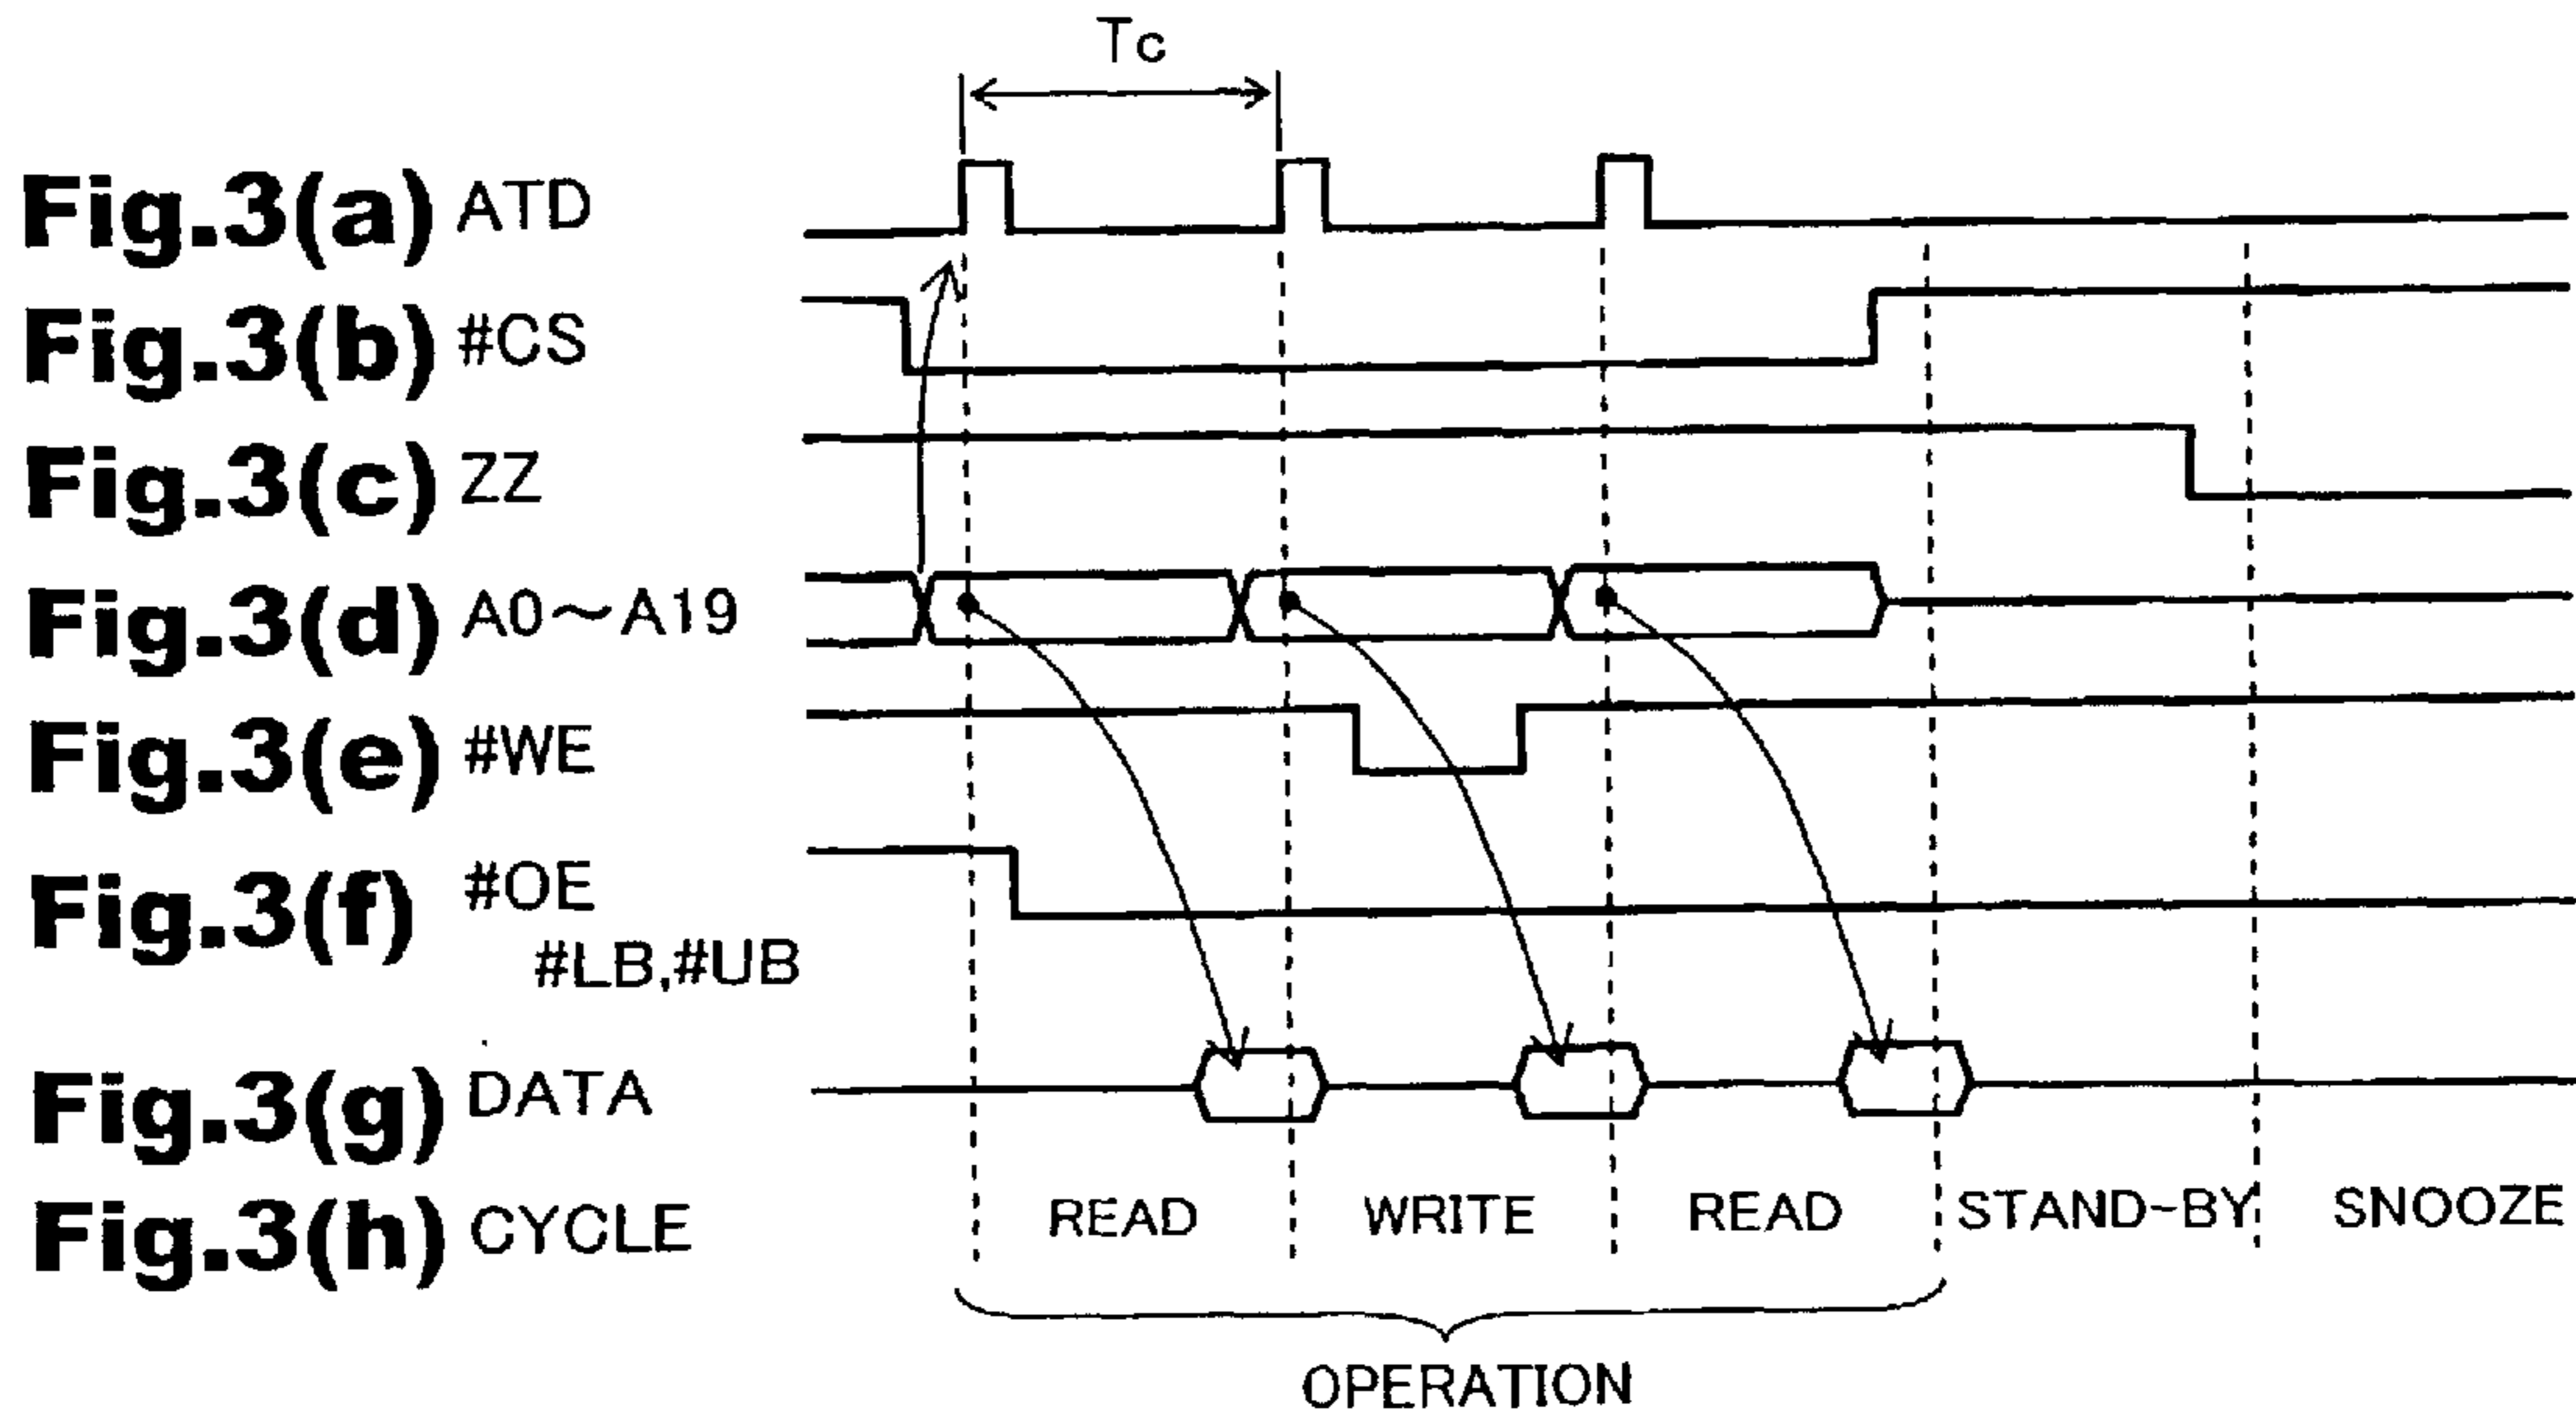 Tc
Fig.3(a) ATD
Fig.3(b) #CS
Fig.3(c) ZZ
Fig.3(d) A0～A19
Fig.3(e) #WE
Fig.3(f) #OE
#LB,#UB
Fig.3(g) DATA
Fig.3(h) CYCLE READ WRITE READ STAND-BY SNOOZE
OPERATION